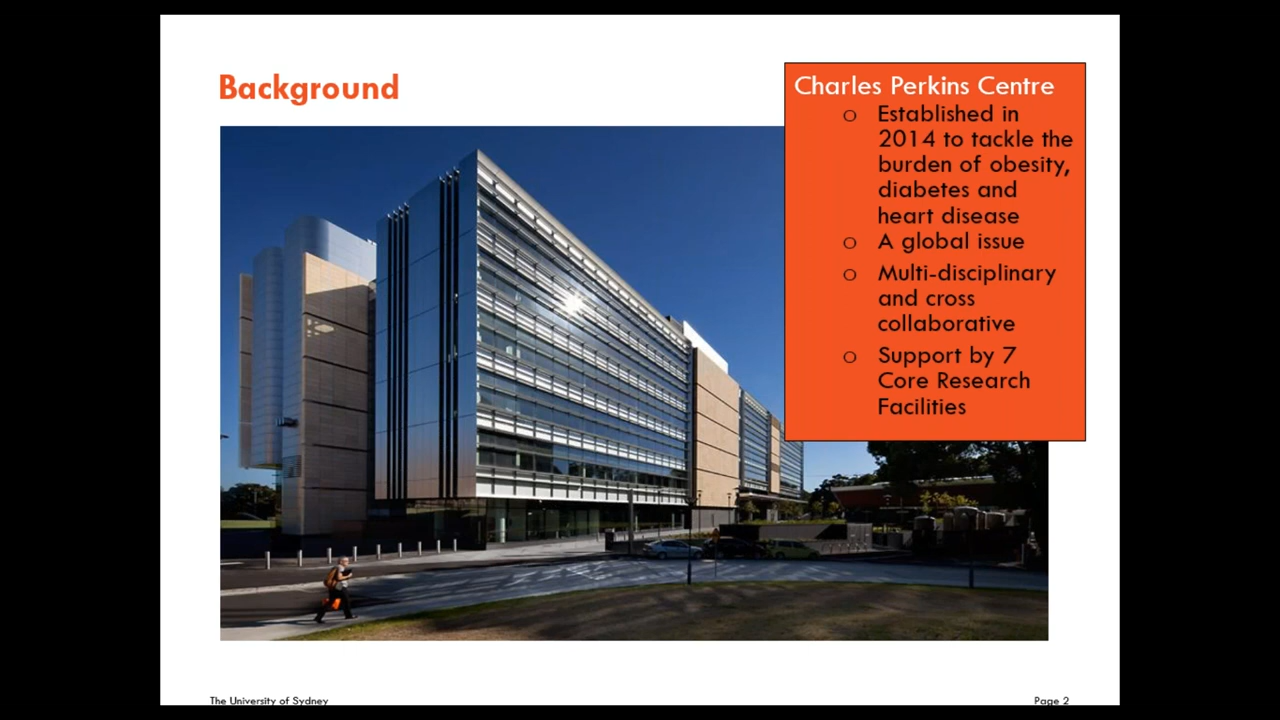 Background
Charles Perkins Centre
o Established in
2014 to tackle the
burden of obesity,
diabetes and
heart disease
o A global issue
o Multi-disciplinary
and cross
collaborative
o Support by 7
Core Research
Facilities
The University of Sydney
Page 2